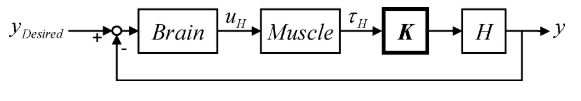 y_Desired + - Brain u_H Muscle τ_H K H y